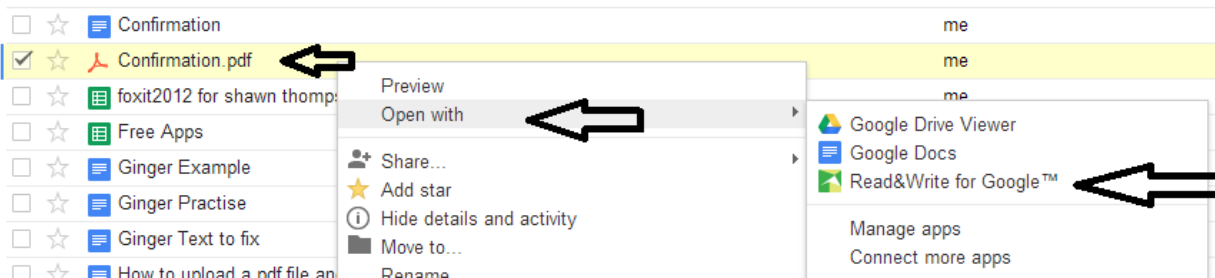 Confirmation me
Confirmation.pdf me
foxit2012 for shawn me
Free Apps
Ginger Example
Ginger Practise
Ginger Text to fix
How to upload a pdf file
Preview
Open with
Share...
Add star
Hide details and activity
Move to...
Rename
Google Drive Viewer
Google Docs
Read&Write for Google™
Manage apps
Connect more apps